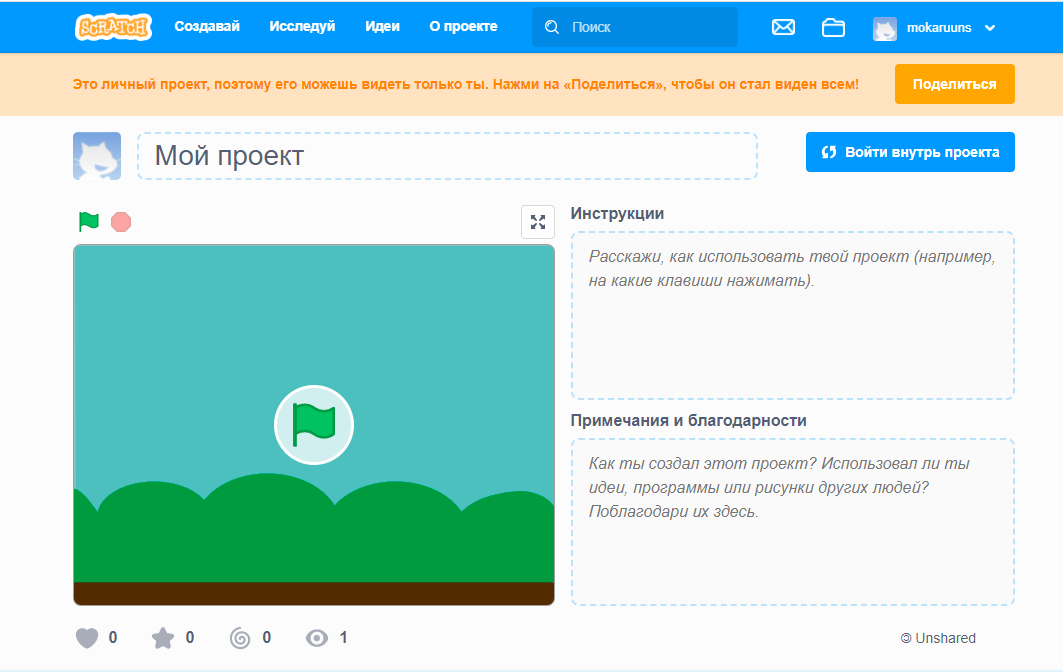 SCRATCH Создавай Исследуй Идеи О проекте Поиск mokaruuns
Это личный проект, поэтому его можешь видеть только ты. Нажми на «Поделиться», чтобы он стал виден всем! Поделиться
Мой проект Войти внутрь проекта
Инструкции
Расскажи, как использовать твой проект (например,
на какие клавиши нажимать).
Примечания и благодарности
Как ты создал этот проект? Использовал ли ты
идеи, программы или рисунки других людей?
Поблагодари их здесь.
0 0 0 1 Unshared